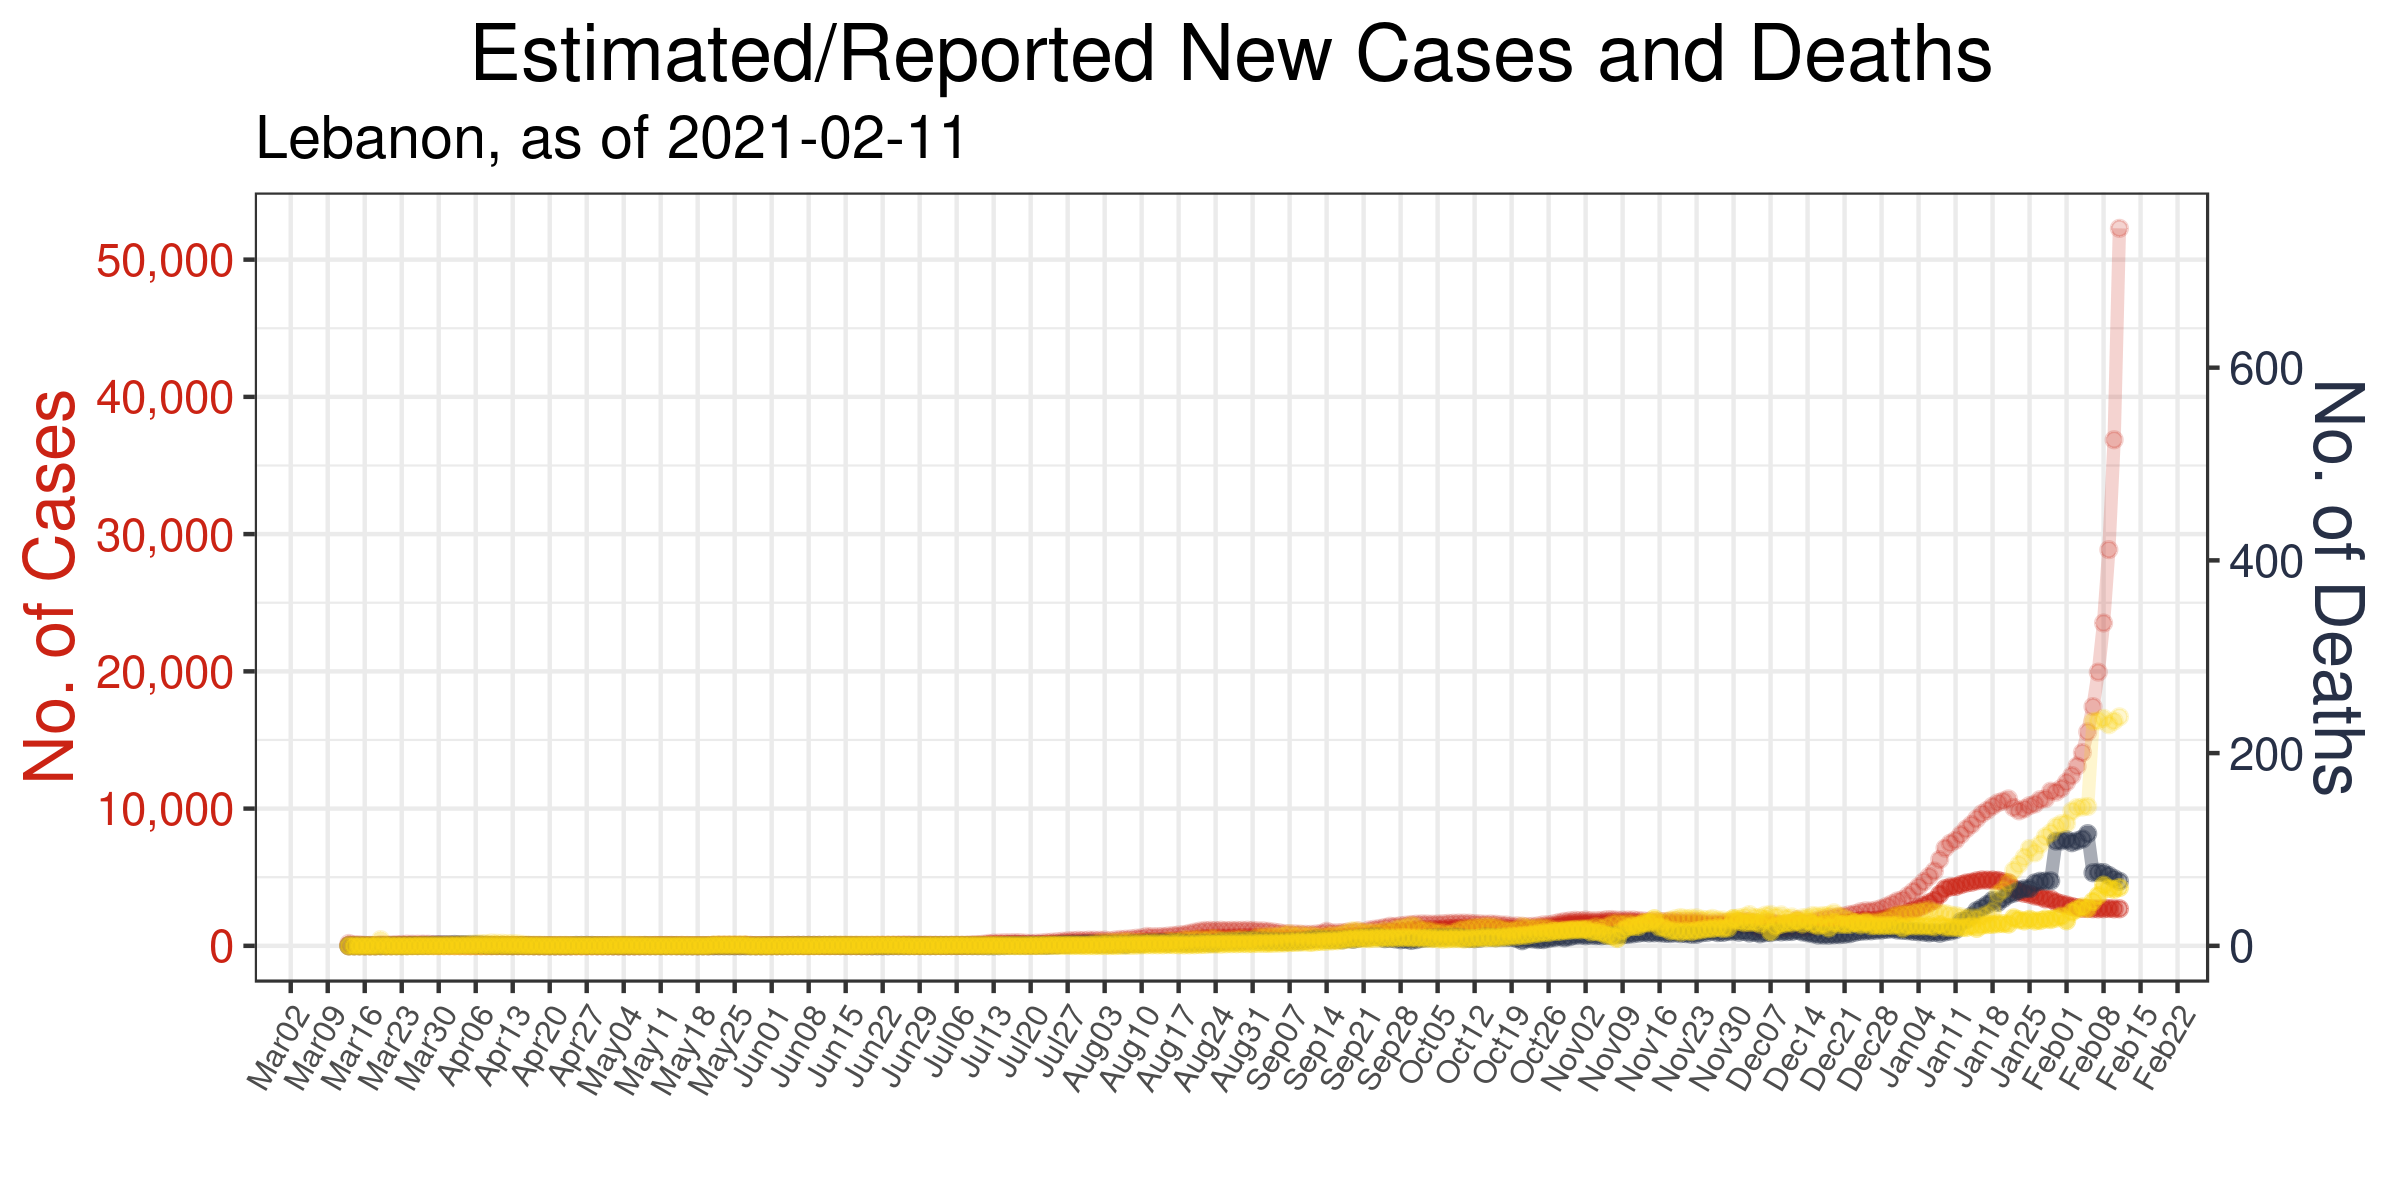 Estimated/Reported New Cases and Deaths
Lebanon, as of 2021-02-11
No. of Cases
50,000
40,000
30,000
20,000
10,000
0
600
400
200
0
No. of Deaths
Mar02 Mar09 Mar16 Mar23 Mar30 Apr06 Apr13 Apr20 Apr27 May04 May11 May18 May25 Jun01 Jun08 Jun15 Jun22 Jun29 Jul06 Jul13 Jul20 Jul27 Aug03 Aug10 Aug17 Aug24 Aug31 Sep07 Sep14 Sep21 Sep28 Oct05 Oct12 Oct19 Oct26 Nov02 Nov09 Nov16 Nov23 Nov30 Dec07 Dec14 Dec21 Dec28 Jan04 Jan11 Jan18 Jan25 Feb01 Feb08 Feb15 Feb22